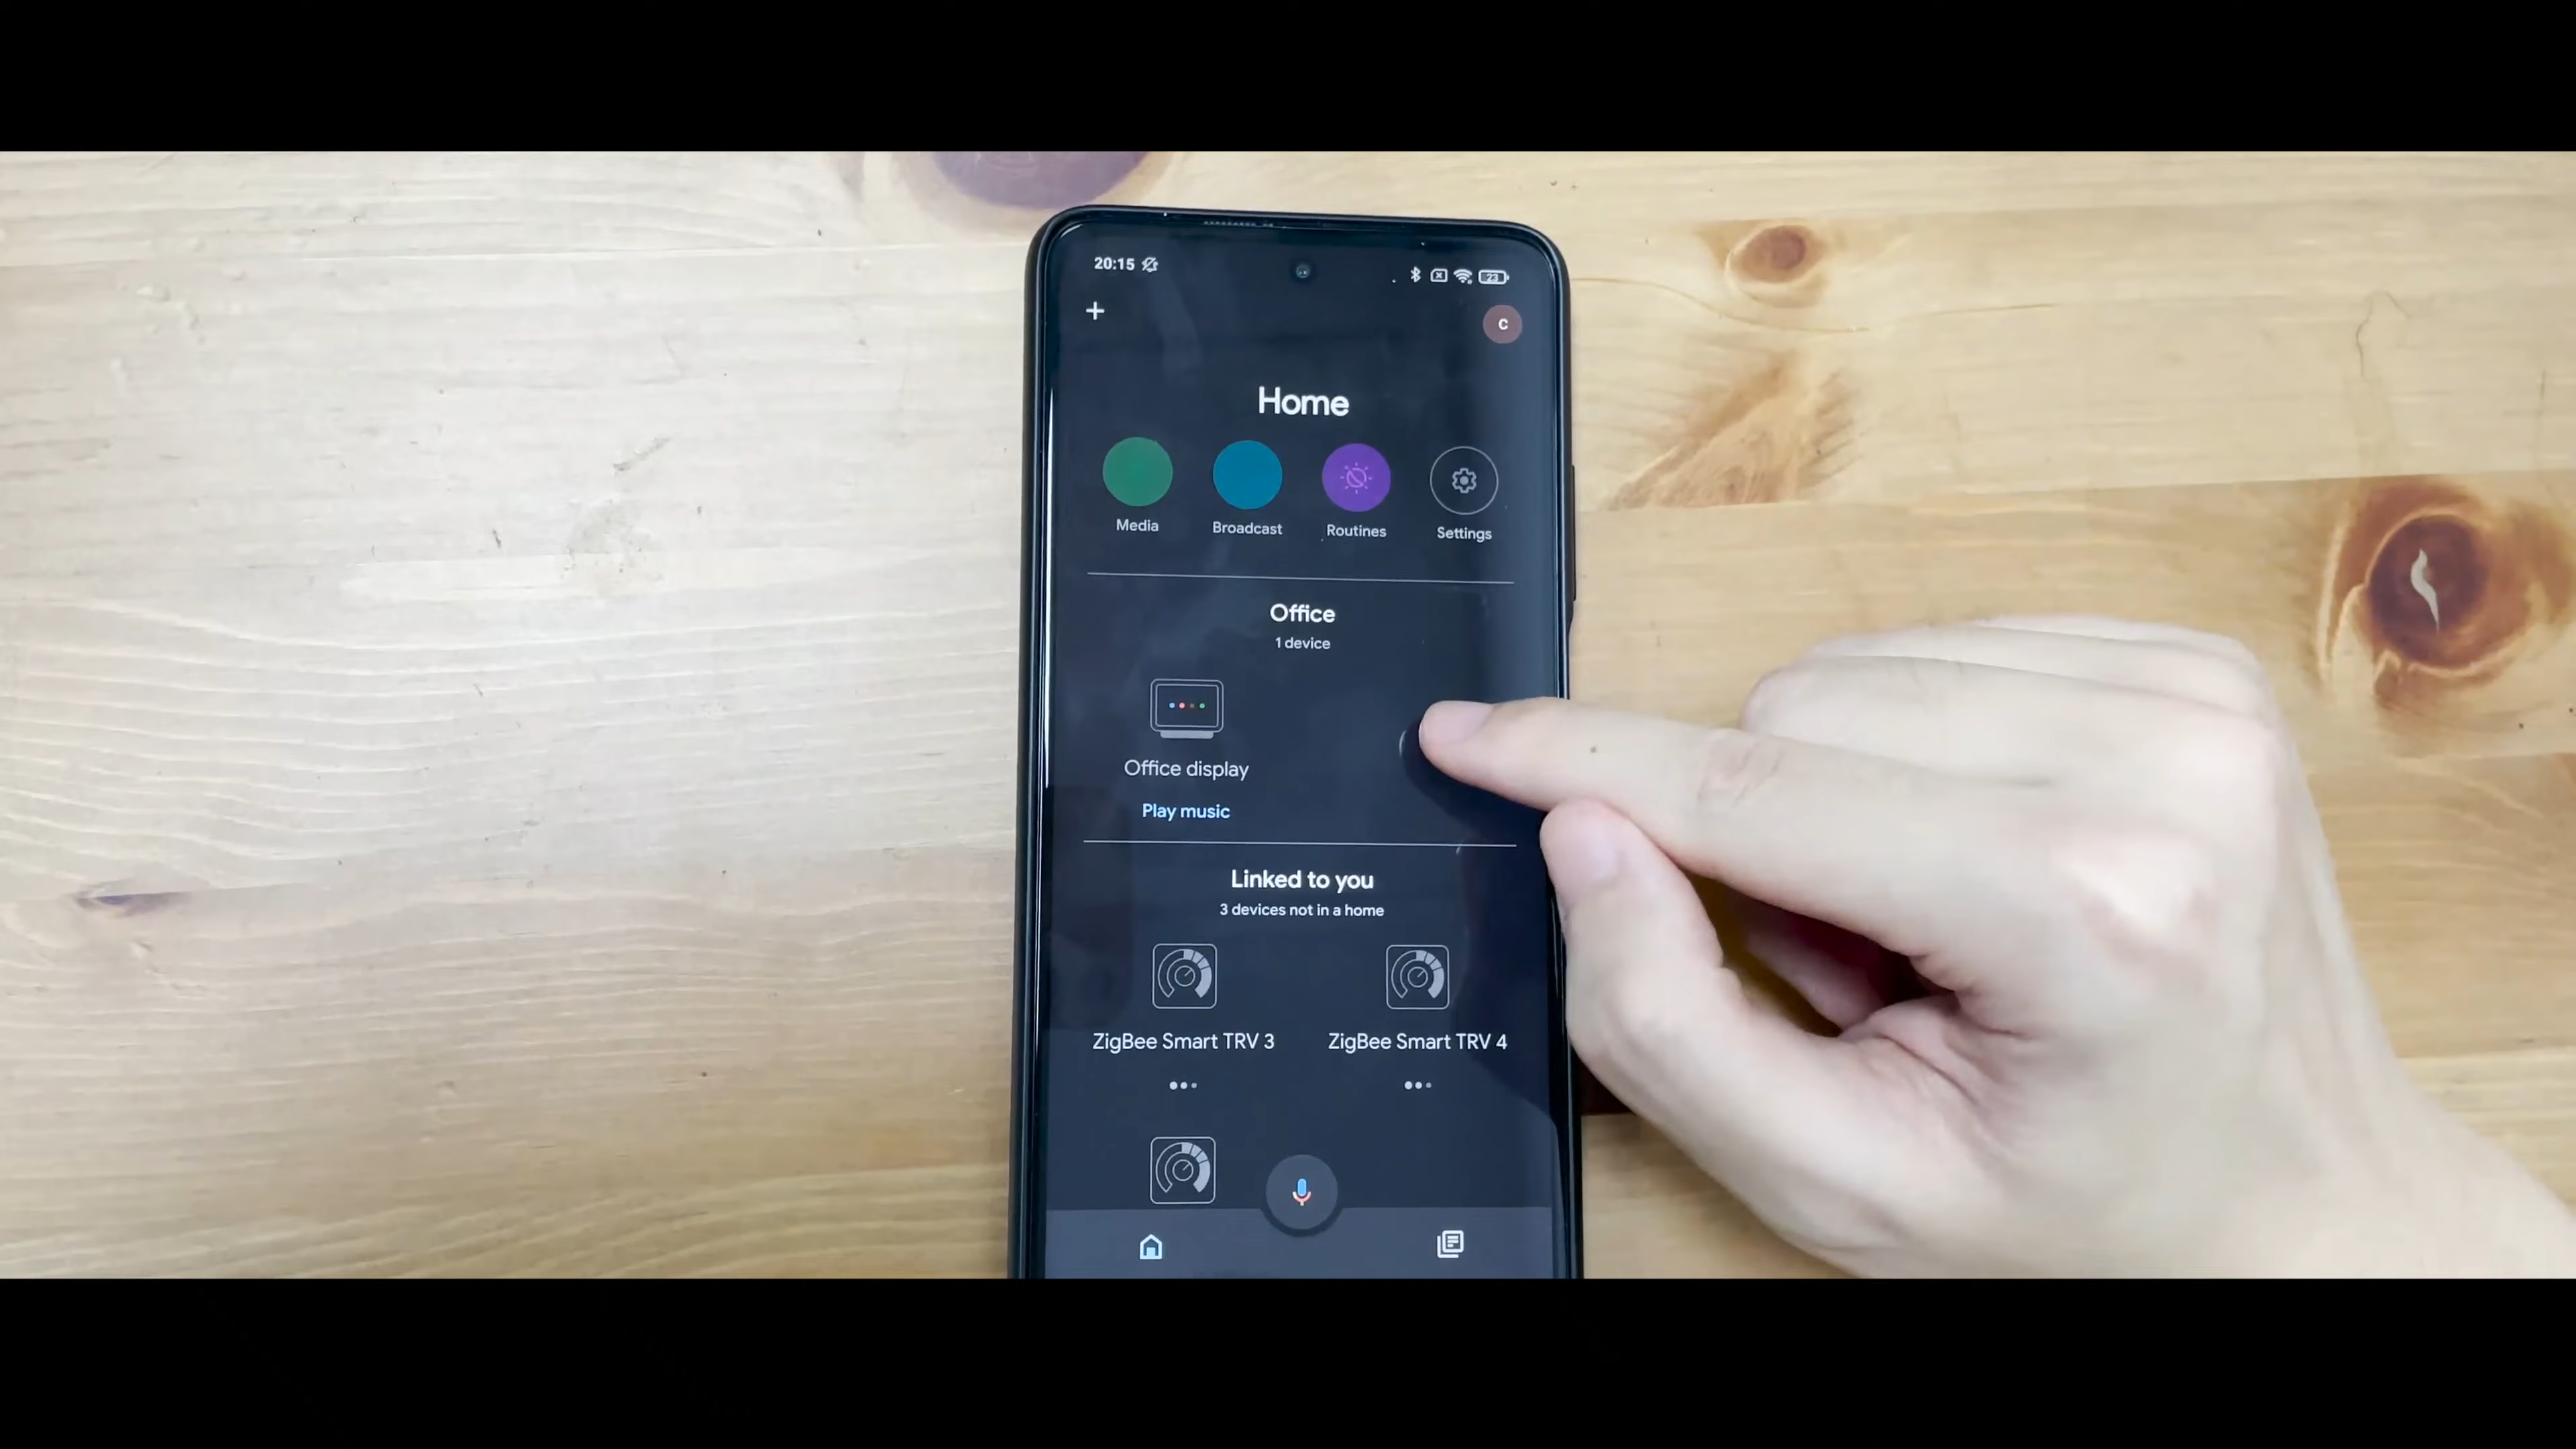 20:15
23
C
Home
Media
Broadcast
Routines
Settings
Office
1 device
Office display
Play music
Linked to you
3 devices not in a home
ZigBee Smart TRV 3
ZigBee Smart TRV 4